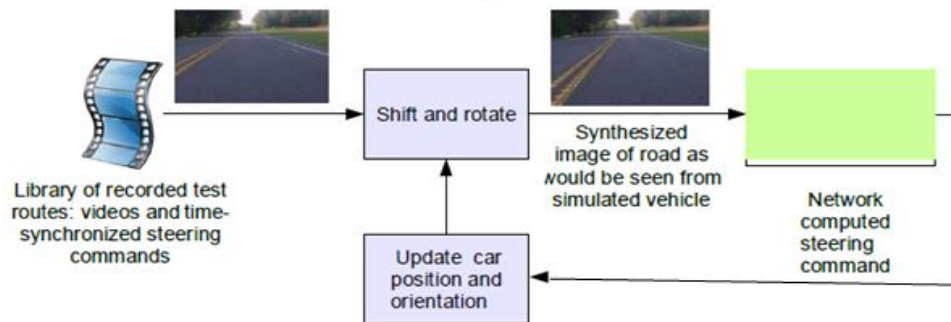 Shift and rotate
Library of recorded test
routes: videos and time-
synchronized steering
commands
Synthesized
image of road as
would be seen from
simulated vehicle
Network
computed
steering
command
Update car
position and
orientation